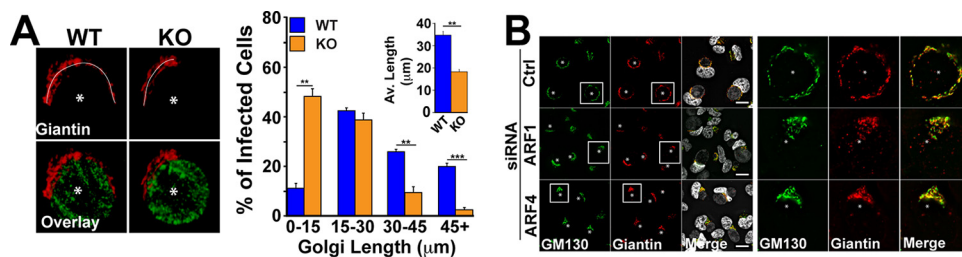 A
WT KO
Giantin
Overlay
% of Infected Cells
80
60
40
20
0
WT
KO
**
**
***
0-15 15-30 30-45 45+
Golgi Length (µm)
Av. Length
(µm)
40
30
20
10
0
**
WT
KO
B
siRNA
Ctrl
ARF1
ARF4
GM130 Giantin Merge
GM130 Giantin Merge